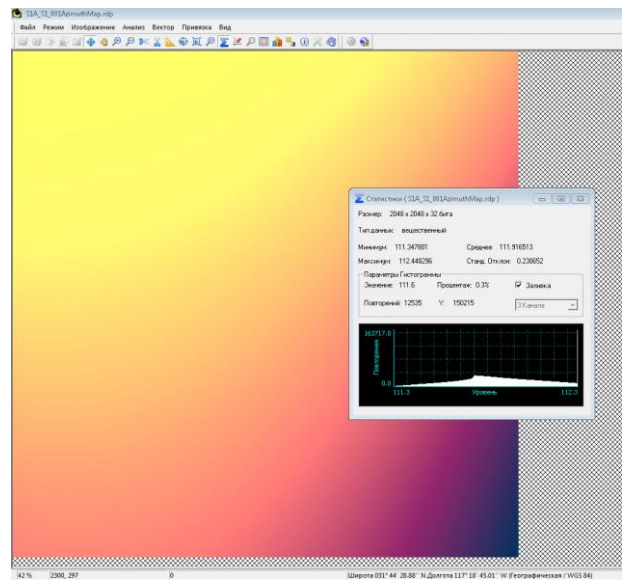 S1A_S1_001AzimuthMap.rdp
Файл Режим Изображение Анализ Вектор Привязка Вид
Статистики ( S1A_S1_001AzimuthMap.rdp )
Размер: 2048 x 2048 x 32 бита
Тип данных: вещественный
Минимум: 111.347801 Среднее: 111.916513
Максимум: 112.448296 Станд. Отклон: 0.238652
Параметры Гистограммы
Значение: 111.6 Процентаж: 0.3% Заливка
Повторений: 12535 Y: 150215 3 Канала
163717.0
Повторения
0.0
111.3 Уровень 112.3
42 % 2300, 297 0 Широта 031° 44' 28.88'' N Долгота 117° 18' 45.01'' W (Географическая / WGS 84)